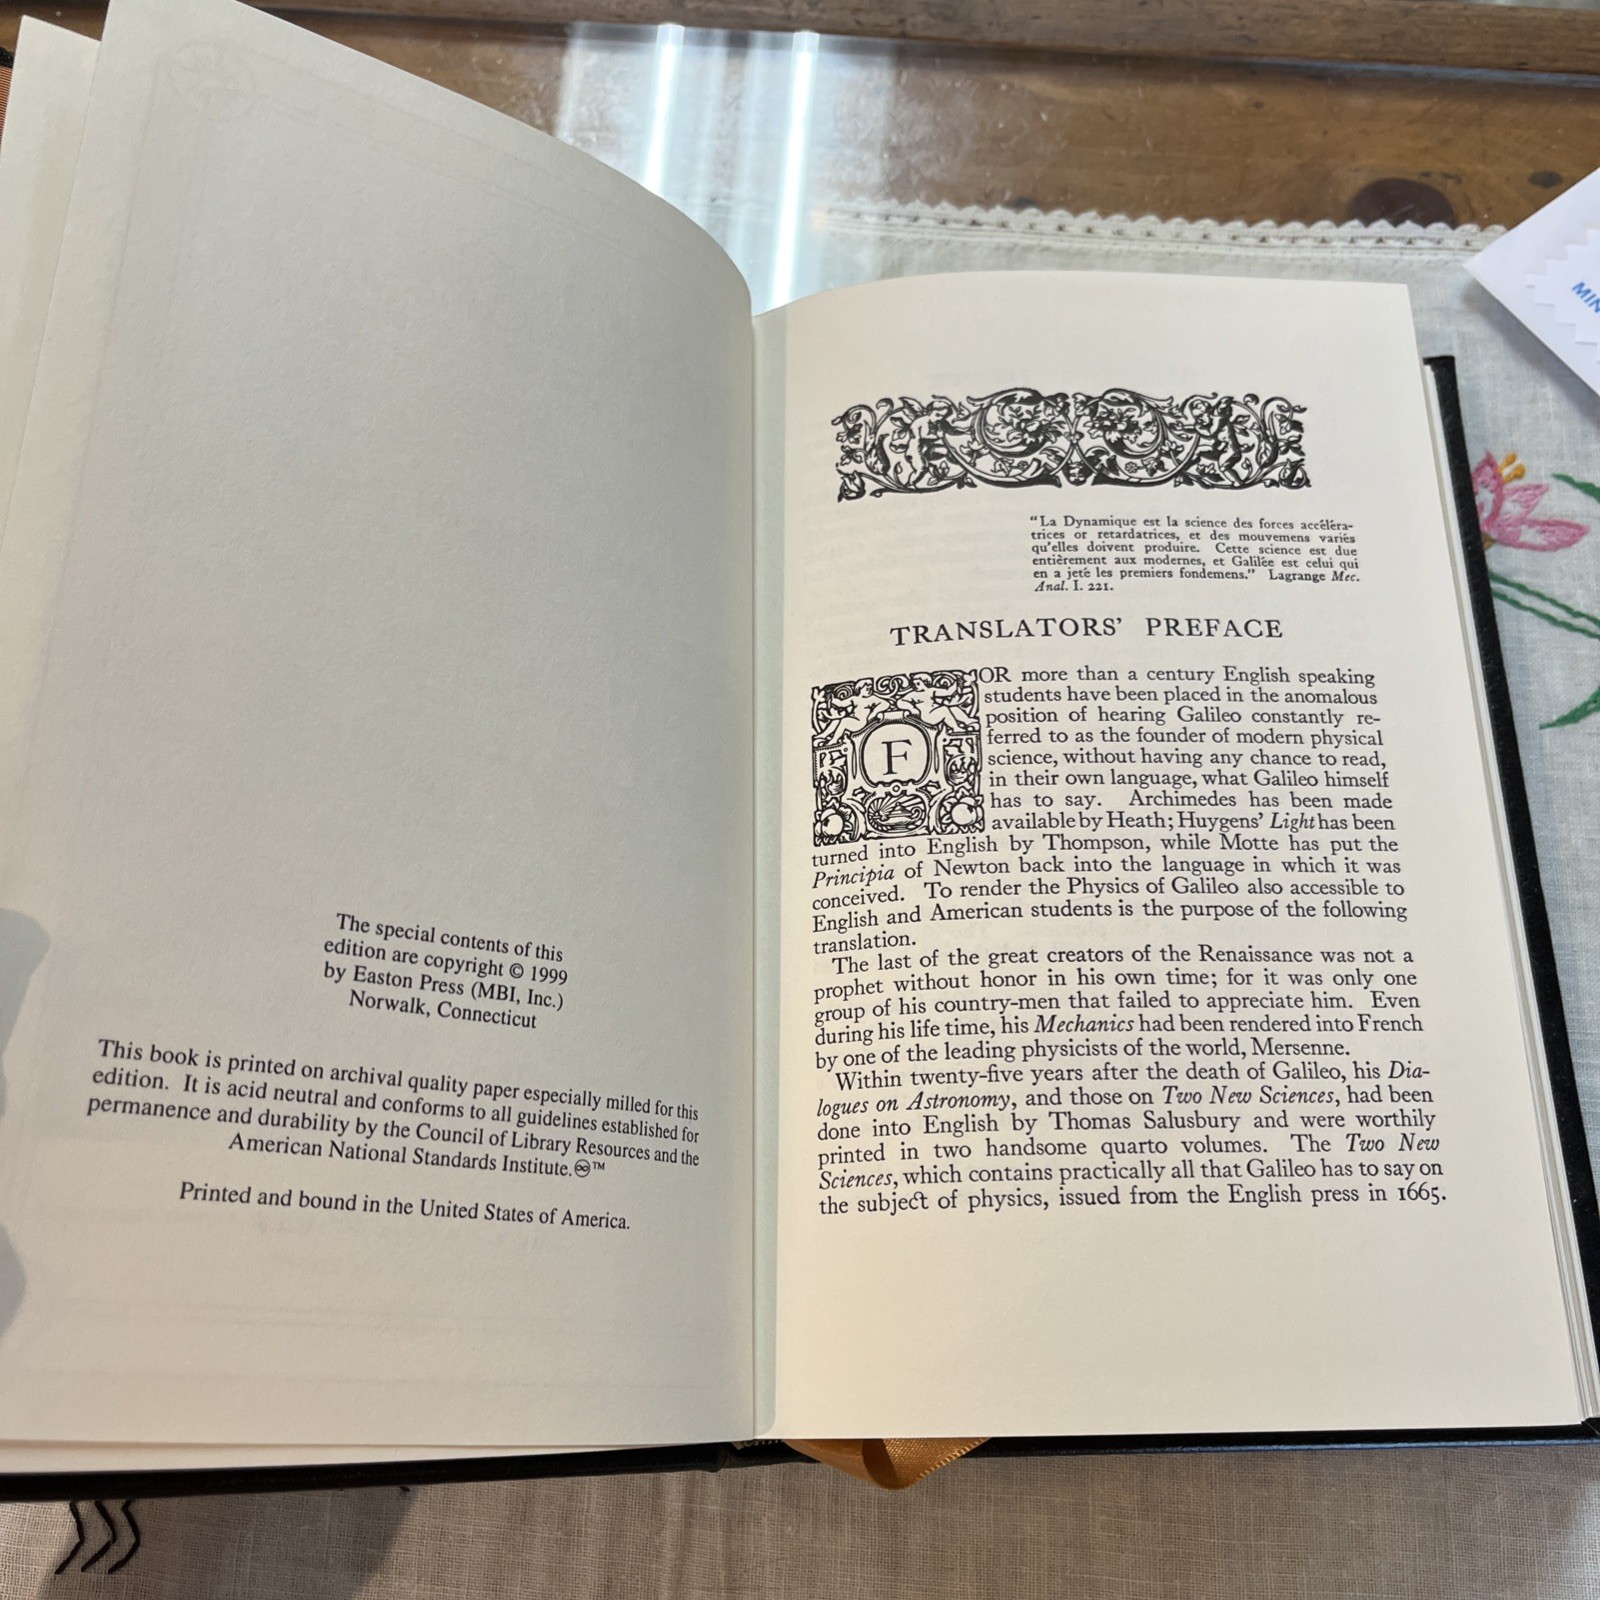 The special contents of this
edition are copyright © 1999
by Easton Press (MBI, Inc.)
Norwalk, Connecticut
This book is printed on archival quality paper especially milled for this
edition. It is acid neutral and conforms to all guidelines established for
permanence and durability by the Council of Library Resources and the
American National Standards Institute.♾™
Printed and bound in the United States of America.
"La Dynamique est la science des forces accéléra-
trices or retardatrices, et des mouvemens variés
qu'elles doivent produire. Cette science est due
entièrement aux modernes, et Galilée est celui qui
en a jeté les premiers fondemens." Lagrange Mec.
Anal. I. 221.
TRANSLATORS' PREFACE
FOR more than a century English speaking
students have been placed in the anomalous
position of hearing Galileo constantly re-
ferred to as the founder of modern physical
science, without having any chance to read,
in their own language, what Galileo himself
has to say. Archimedes has been made
available by Heath; Huygens' Light has been
turned into English by Thompson, while Motte has put the
Principia of Newton back into the language in which it was
conceived. To render the Physics of Galileo also accessible to
English and American students is the purpose of the following
translation.
The last of the great creators of the Renaissance was not a
prophet without honor in his own time; for it was only one
group of his country-men that failed to appreciate him. Even
during his life time, his Mechanics had been rendered into French
by one of the leading physicists of the world, Mersenne.
Within twenty-five years after the death of Galileo, his Dia-
logues on Astronomy, and those on Two New Sciences, had been
done into English by Thomas Salusbury and were worthily
printed in two handsome quarto volumes. The Two New
Sciences, which contains practically all that Galileo has to say on
the subject of physics, issued from the English press in 1665.
MIN